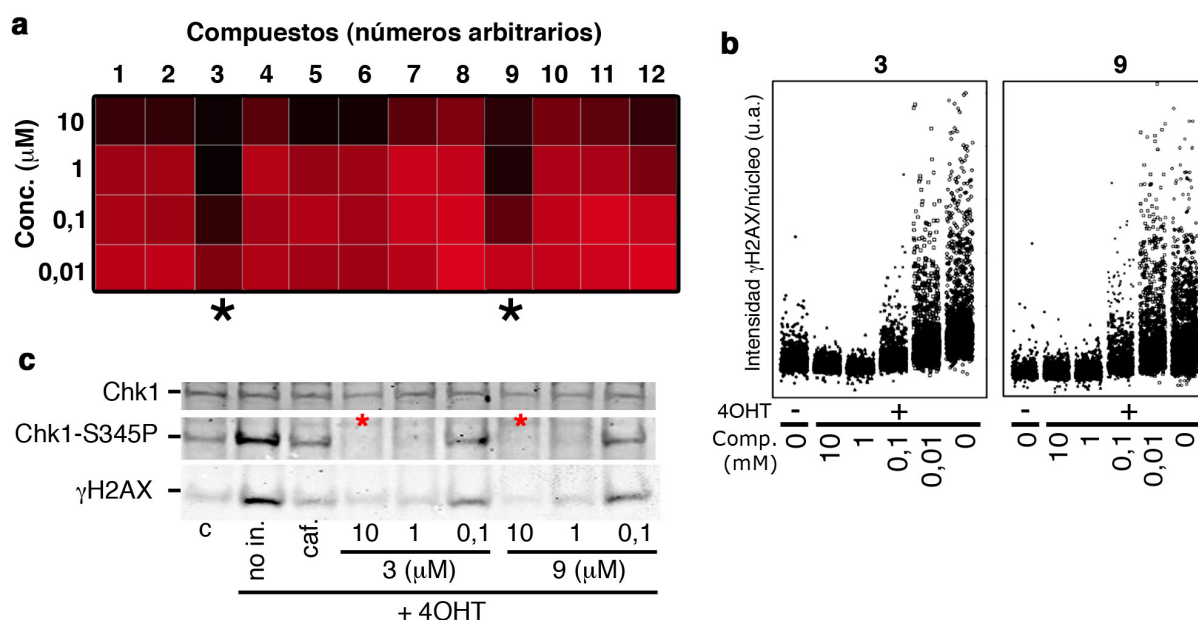 a
Compuestos (números arbitrarios)
1 2 3 4 5 6 7 8 9 10 11 12
Conc. (μM)
10
1
0,1
0,01
* *
b
3 9
Intensidad γH2AX/núcleo (u.a.)
4OHT - + - +
Comp. (mM) 0 10 1 0,1 0,01 0 0 10 1 0,1 0,01 0
c
Chk1
Chk1-S345P * *
γH2AX
c no in. caf. 10 1 0,1 10 1 0,1
3 (μM) 9 (μM)
+ 4OHT